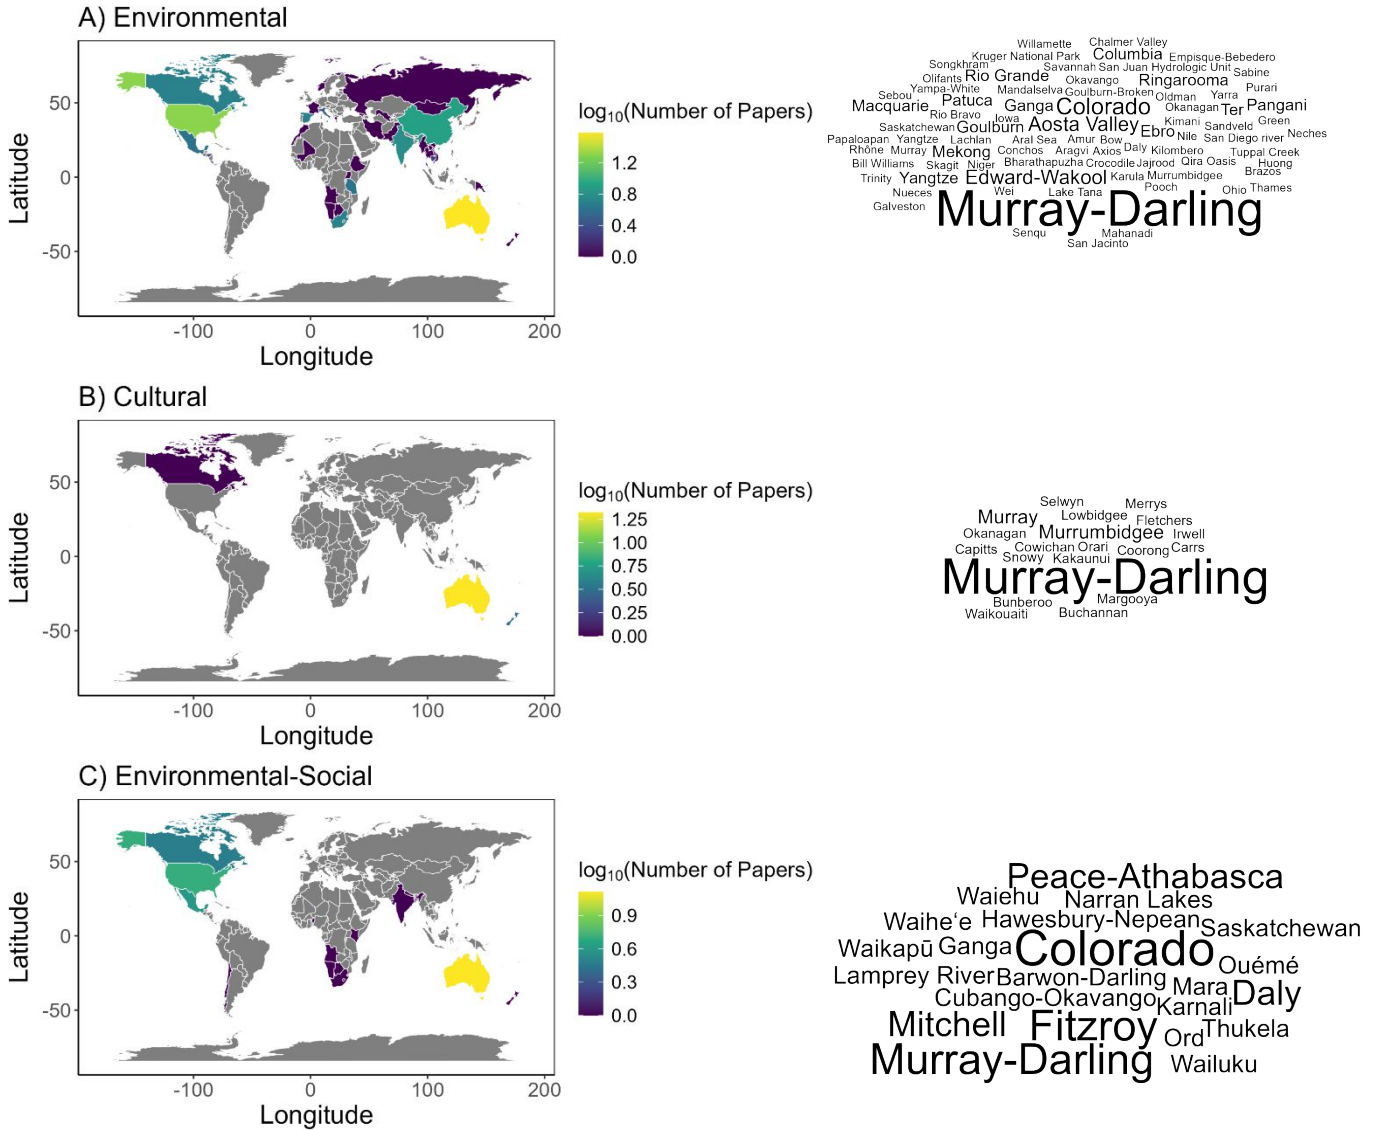 A) Environmental
Latitude
50
0
-50
-100 0 100 200
Longitude
log10(Number of Papers)
1.2
0.8
0.4
0.0
Willamette Chalmer Valley
Kruger National Park Columbia Empisque-Bebedero
Songkhram Savannah San Juan Hydrologic Unit Sabine
Olifants Rio Grande Okavango Ringarooma
Yampa-White Mandalselva Goulburn-Broken Yarra Purari
Sebou Patuca Oldman
Macquarie Ganga Colorado Okanagan Ter Pangani
Rio Bravo Iowa Kimani Green
Saskatchewan Goulburn Aosta Valley Ebro Sandveld
Papaloapan Yangtze Lachlan Aral Sea Amur Bow Nile San Diego river Neches
Rhône Murray Mekong Conchos Aragvi Axios Daly Kilombero Tuppal Creek
Bill Williams Skagit Niger Bharathapuzha Crocodile Jajrood Qira Oasis Huong
Trinity Yangtze Edward-Wakool Karula Murrumbidgee Brazos
Nueces Wei Lake Tana Pooch Ohio Thames
Galveston Murray-Darling
Senqu Mahanadi
San Jacinto
B) Cultural
Latitude
50
0
-50
-100 0 100 200
Longitude
log10(Number of Papers)
1.25
1.00
0.75
0.50
0.25
0.00
Selwyn Merrys
Murray Lowbidgee Fletchers
Okanagan Murrumbidgee Irwell
Capitts Cowichan Orari Coorong Carrs
Snowy Kakaunui
Murray-Darling
Bunberoo Margooya
Waikouaiti Buchannan
C) Environmental-Social
Latitude
50
0
-50
-100 0 100 200
Longitude
log10(Number of Papers)
0.9
0.6
0.3
0.0
Peace-Athabasca
Waiehu Narran Lakes
Waihe‘e Hawesbury-Nepean Saskatchewan
Waikapū Ganga Colorado Ouémé
Lamprey River Barwon-Darling Mara
Cubango-Okavango Karnali Daly
Mitchell Fitzroy Ord Thukela
Murray-Darling Wailuku